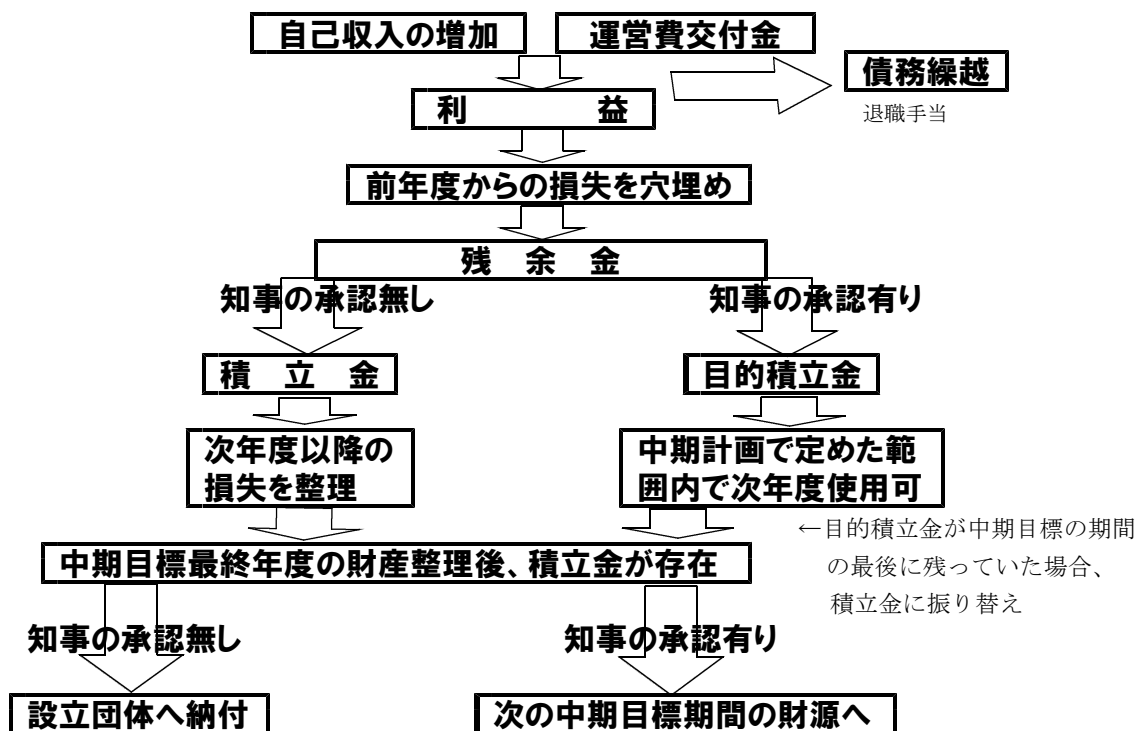 自己収入の増加
運営費交付金
債務繰越
退職手当
利　　　益
前年度からの損失を穴埋め
残　余　金
知事の承認無し
知事の承認有り
積　立　金
目的積立金
次年度以降の
損失を整理
中期計画で定めた範
囲内で次年度使用可
←目的積立金が中期目標の期間
の最後に残っていた場合、
積立金に振り替え
中期目標最終年度の財産整理後、積立金が存在
知事の承認無し
知事の承認有り
設立団体へ納付
次の中期目標期間の財源へ